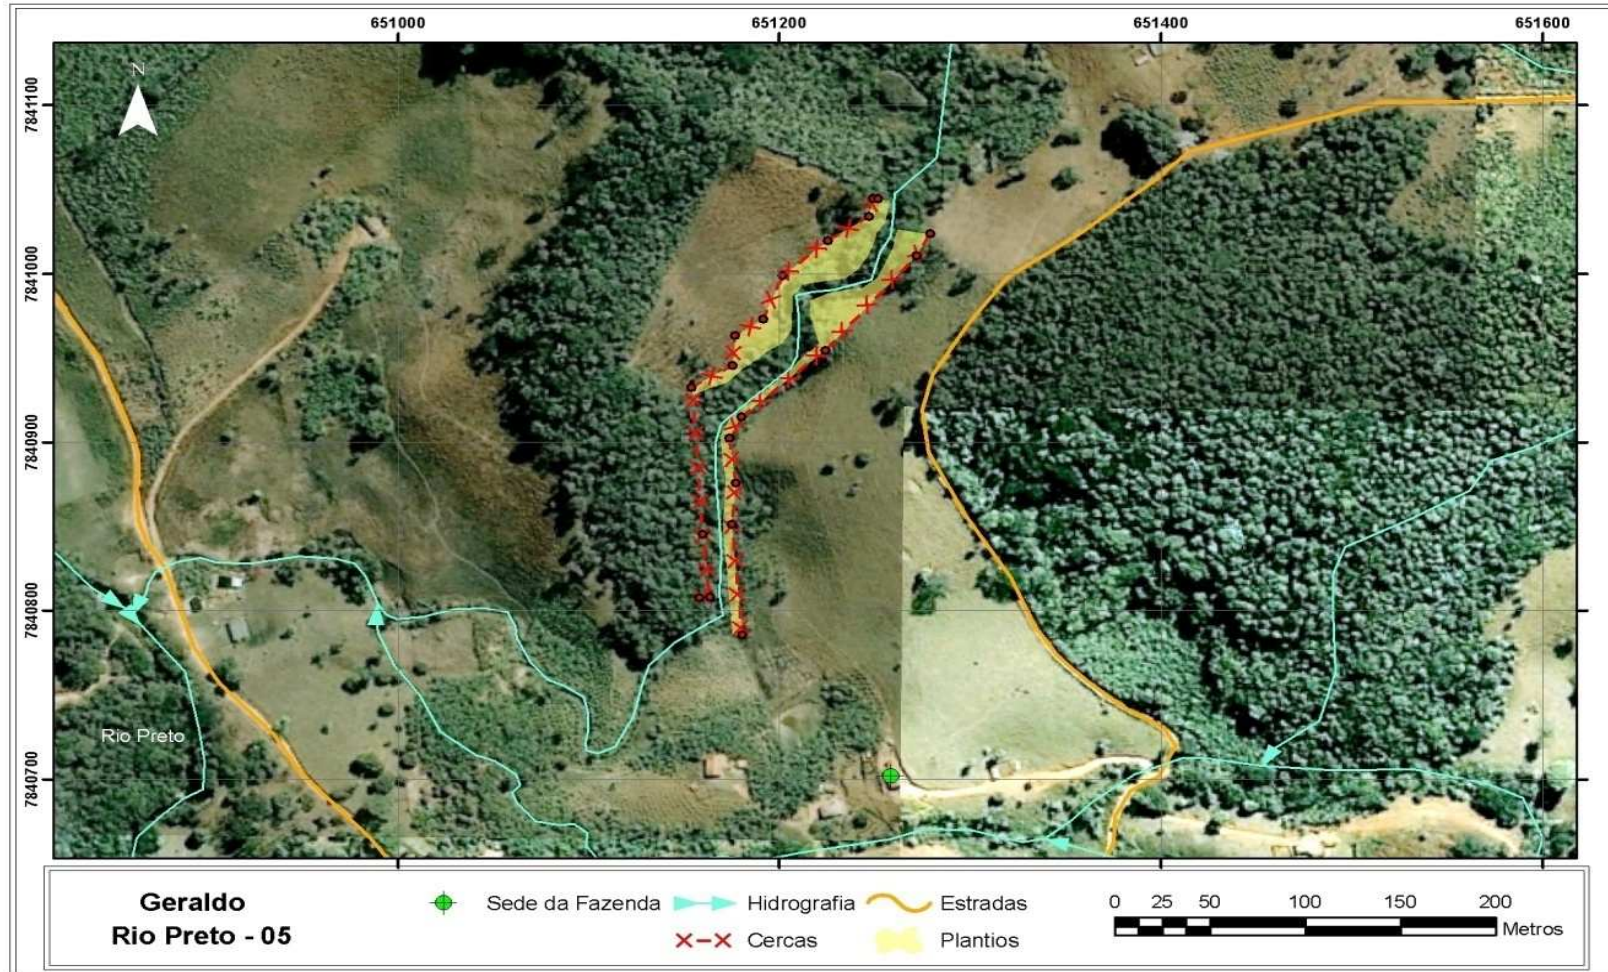 651000 651200 651400 651600
N
7841100
7841000
7840900
7840800
7840700
Rio Preto
Geraldo
Rio Preto - 05
Sede da Fazenda
Hidrografia
Estradas
Cercas
Plantios
0 25 50 100 150 200
Metros